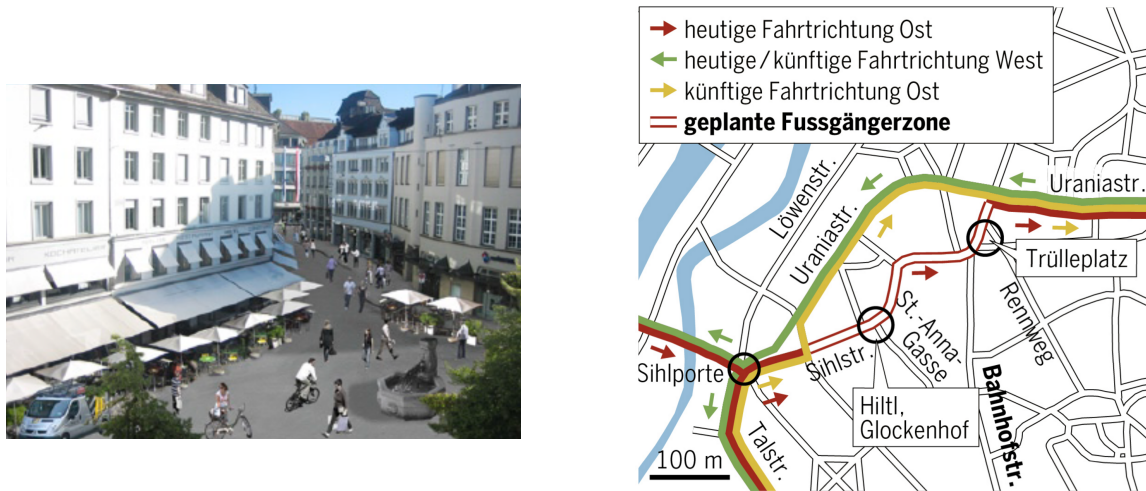 heutige Fahrtrichtung Ost
heutige/künftige Fahrtrichtung West
künftige Fahrtrichtung Ost
geplante Fussgängerzone
Uraniastr.
Löwenstr.
Uraniastr.
Trülleplatz
St.-Anna-
Gasse
Rennweg
Sihlstr.
Sihlporte
Bahnhofstr.
Hiltl,
Glockenhof
Talstr.
100 m